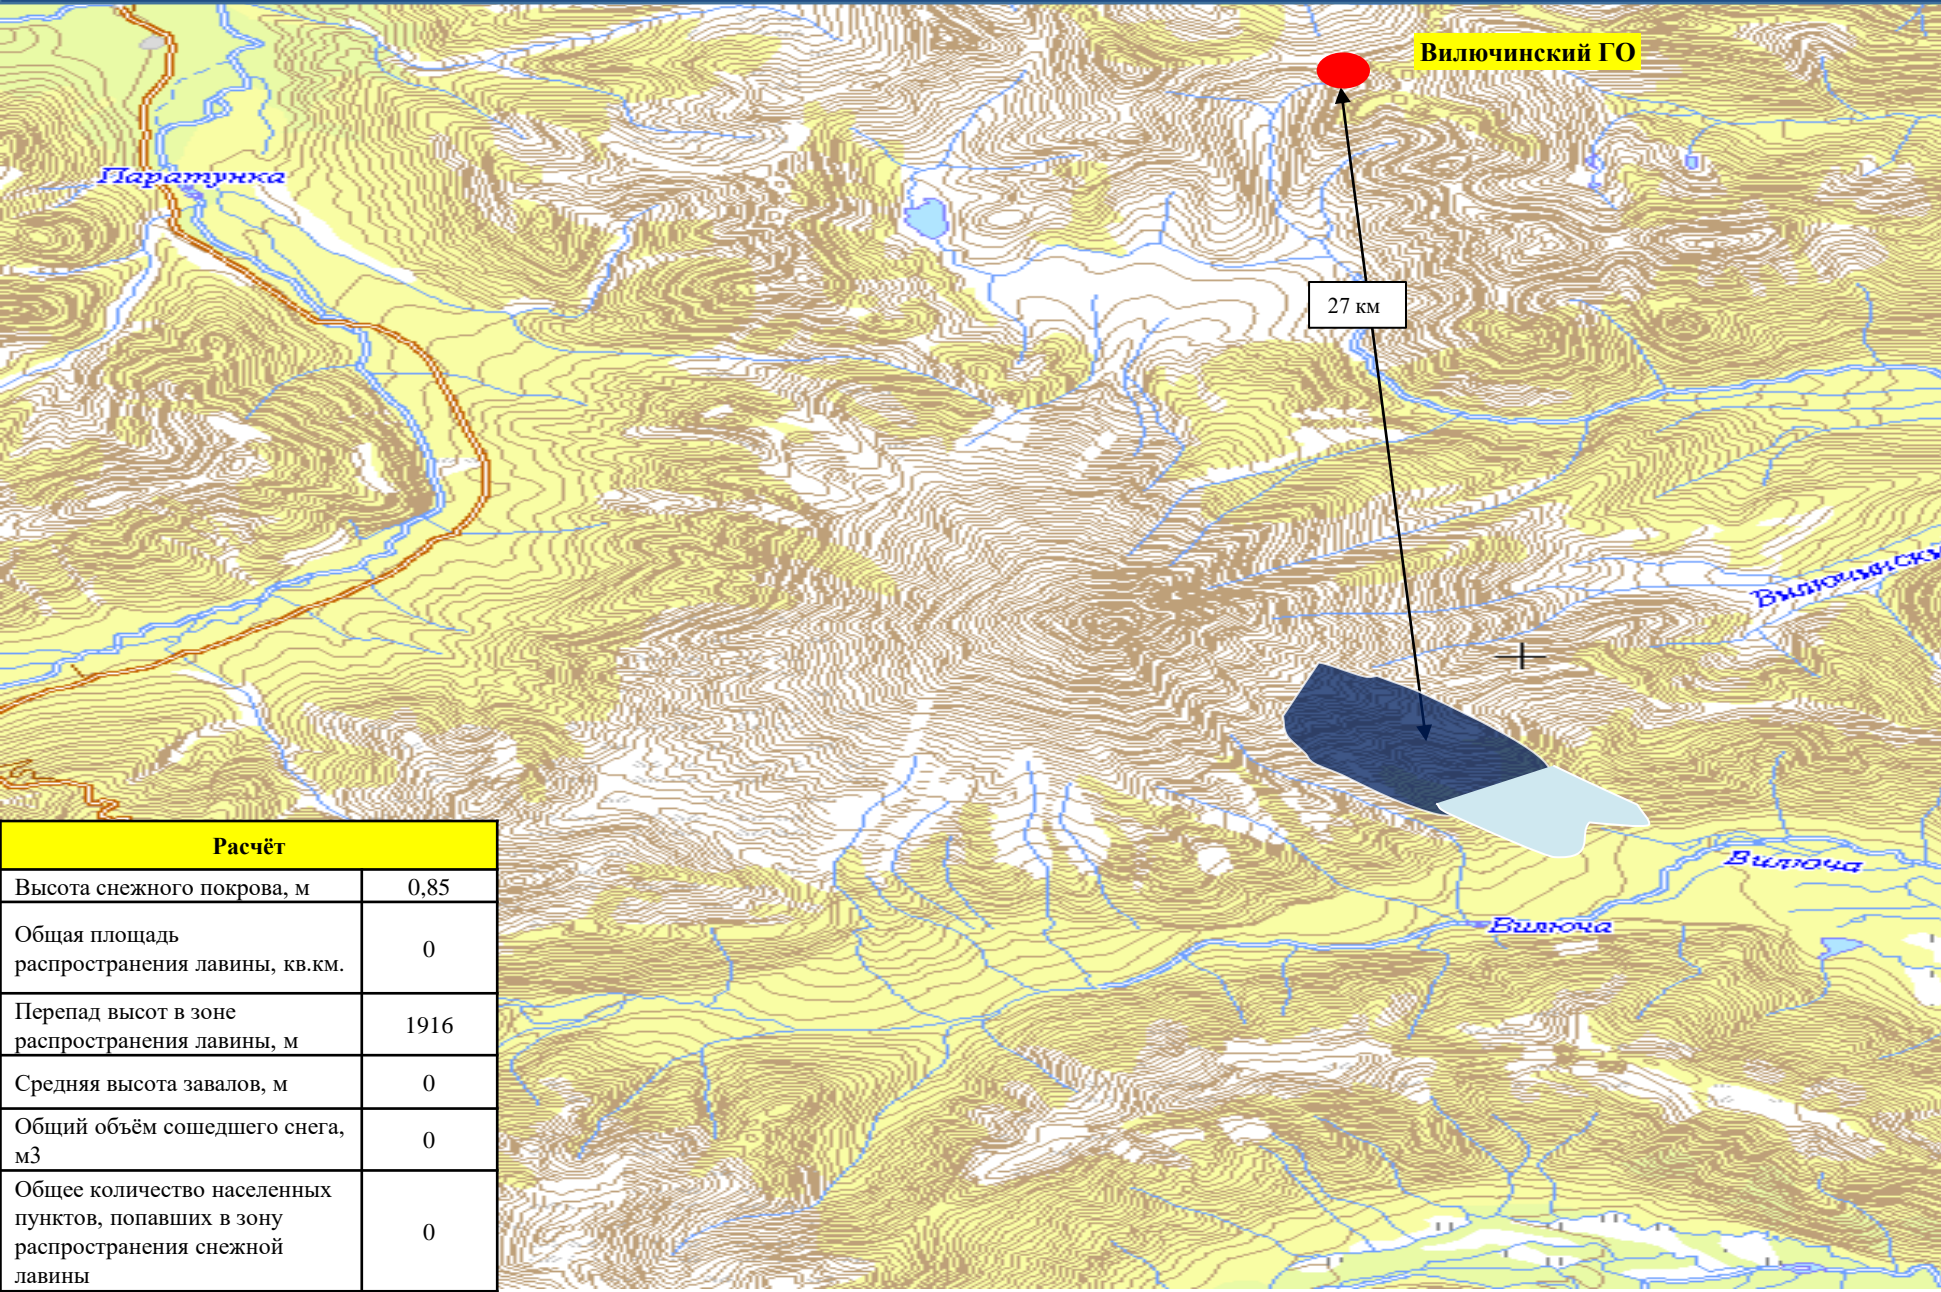 Вилючинский ГО
Паратунка
27 км
Вилючинск
Вилюча
Вилюча
Расчёт
Высота снежного покрова, м 0,85
Общая площадь
распространения лавины, кв.км. 0
Перепад высот в зоне
распространения лавины, м 1916
Средняя высота завалов, м 0
Общий объём сошедшего снега,
м3 0
Общее количество населенных
пунктов, попавших в зону
распространения снежной
лавины 0